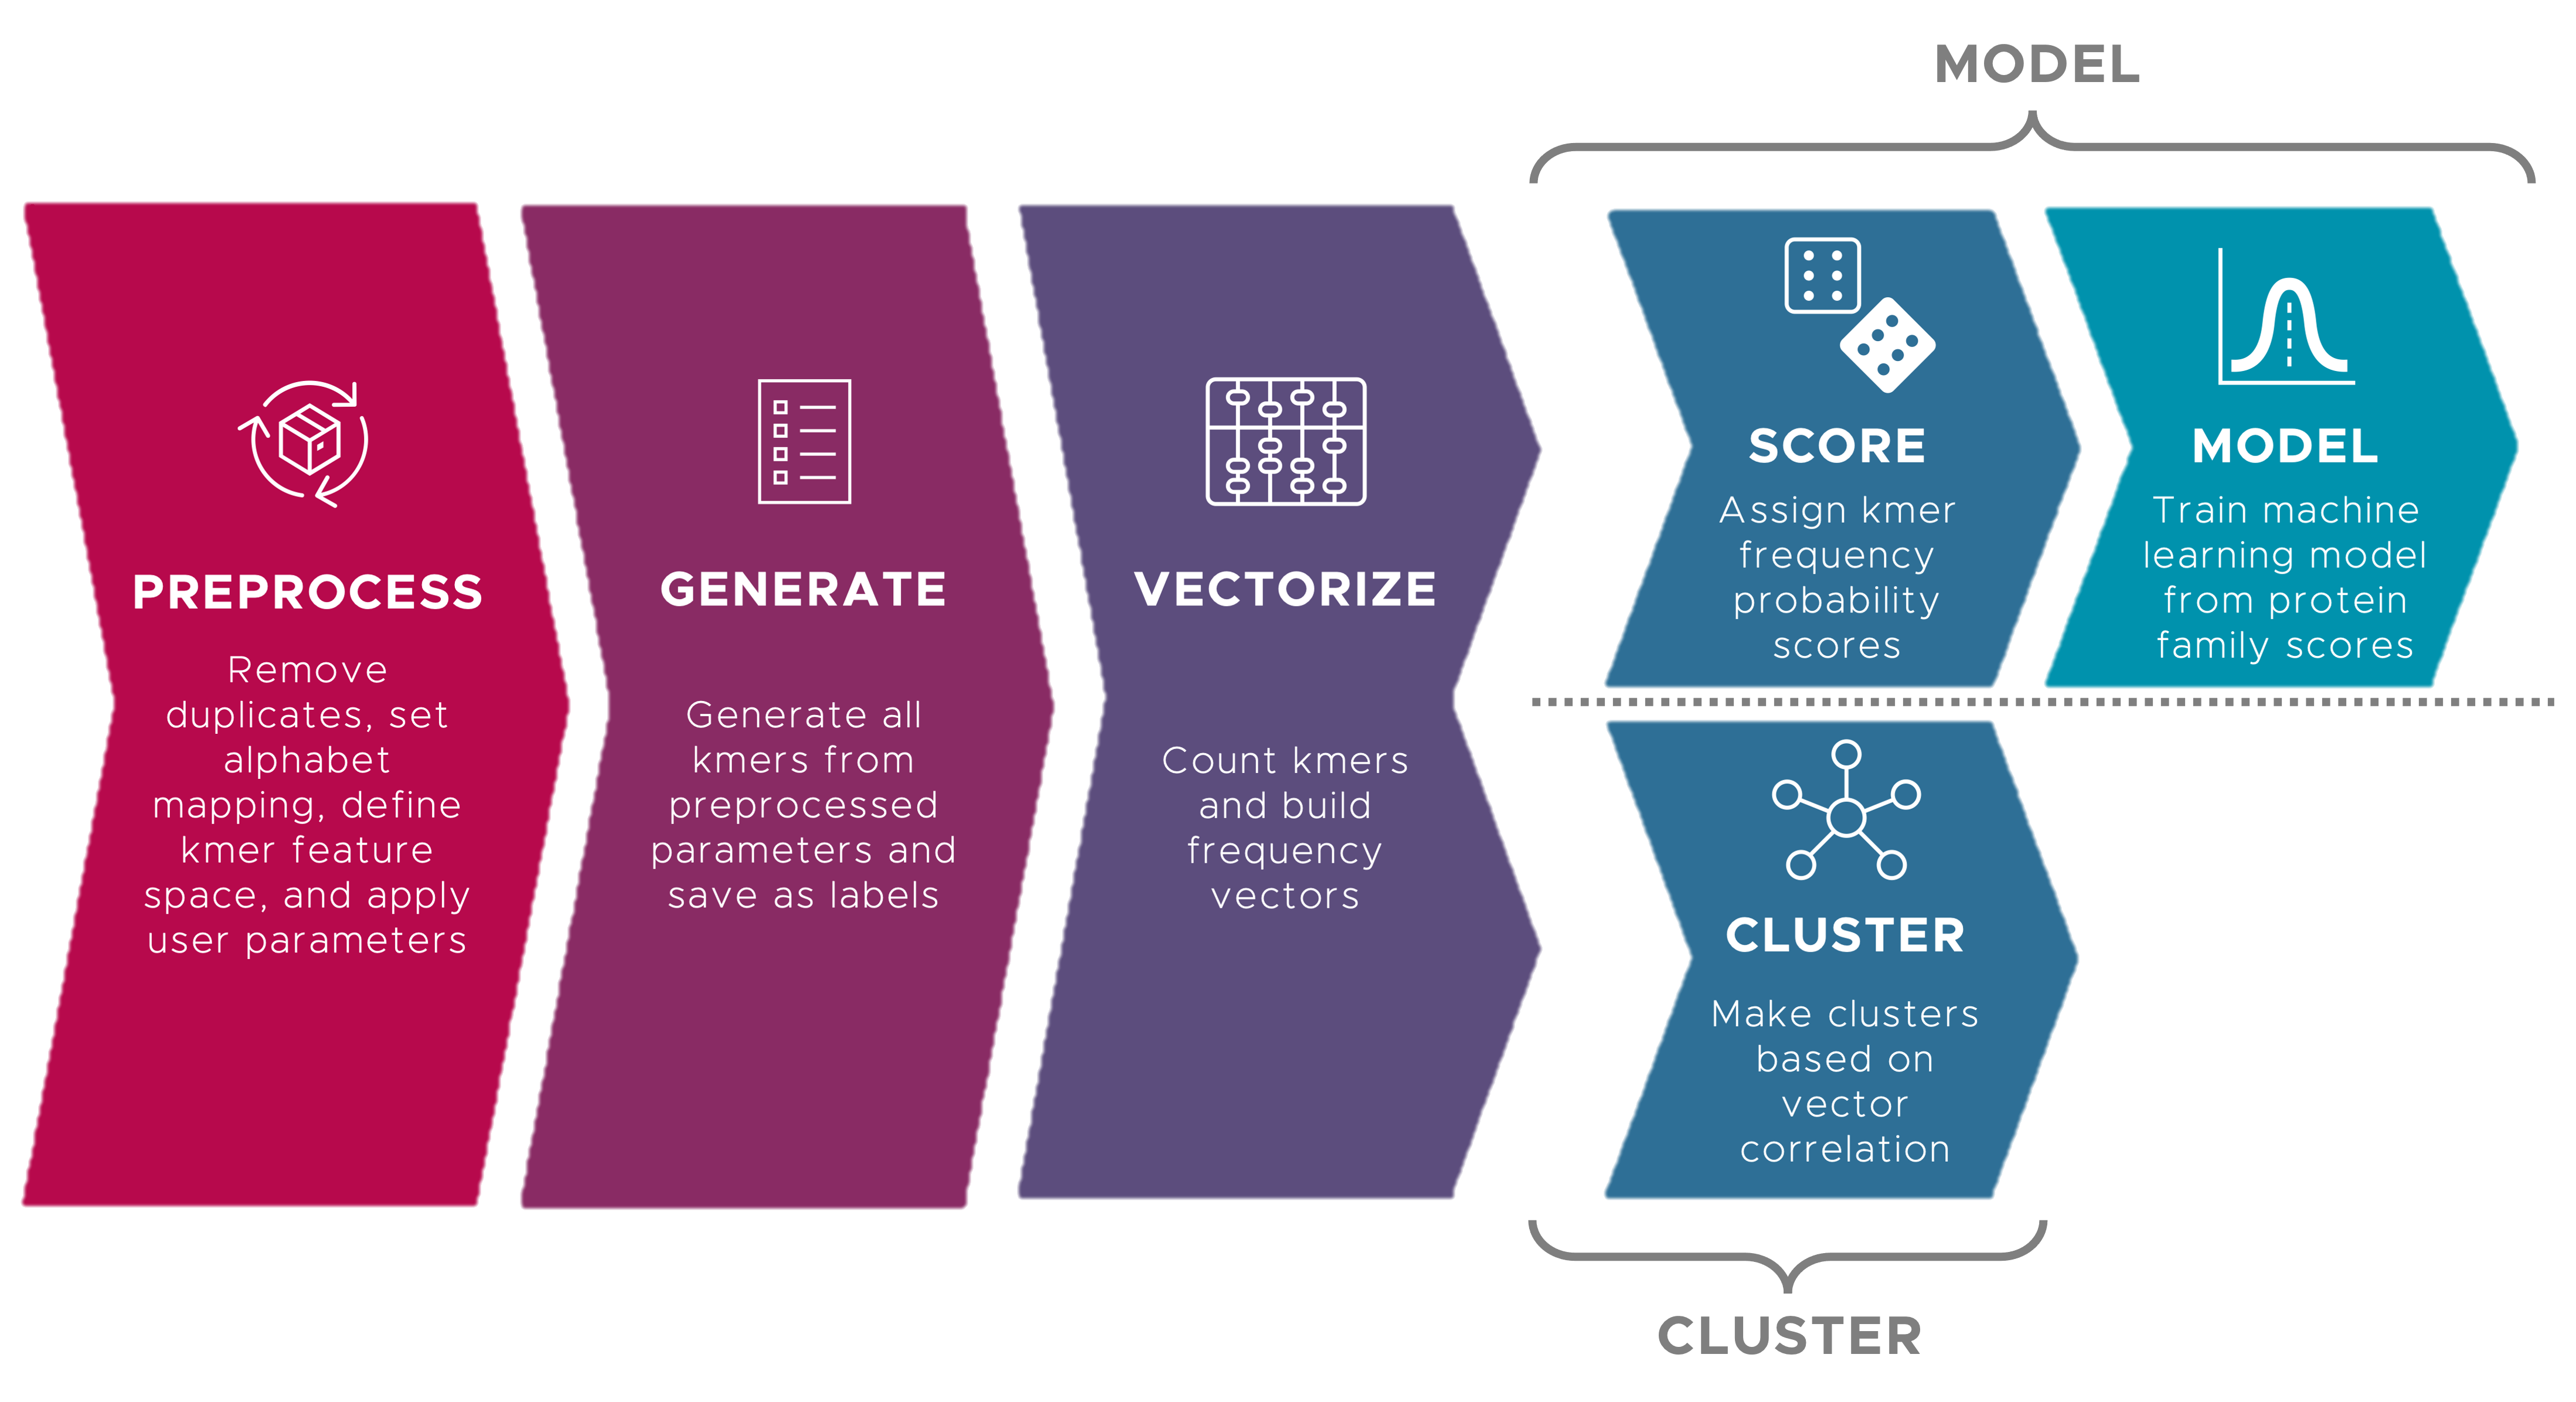 MODEL
PREPROCESS
Remove
duplicates, set
alphabet
mapping, define
kmer feature
space, and apply
user parameters
GENERATE
Generate all
kmers from
preprocessed
parameters and
save as labels
VECTORIZE
Count kmers
and build
frequency
vectors
SCORE
Assign kmer
frequency
probability
scores
MODEL
Train machine
learning model
from protein
family scores
CLUSTER
Make clusters
based on
vector
correlation
CLUSTER